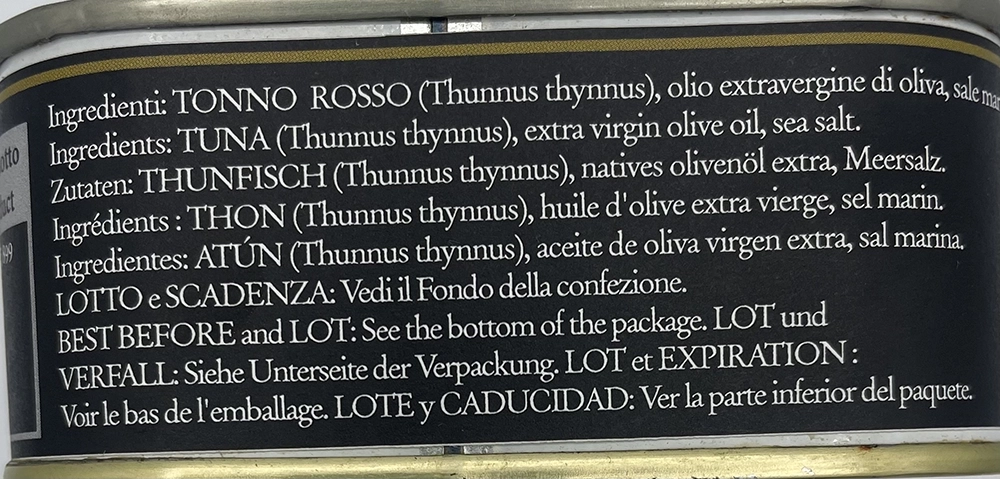 Ingredienti: TONNO ROSSO (Thunnus thynnus), olio extravergine di oliva, sale
Ingredients: TUNA (Thunnus thynnus), extra virgin olive oil, sea salt.
Zutaten: THUNFISCH (Thunnus thynnus), natives olivenöl extra, Meersalz.
Ingrédients : THON (Thunnus thynnus), huile d'olive extra vierge, sel marin.
Ingredientes: ATÚN (Thunnus thynnus), aceite de oliva virgen extra, sal marina.
LOTTO e SCADENZA: Vedi il Fondo della confezione.
BEST BEFORE and LOT: See the bottom of the package. LOT und
VERFALL: Siehe Unterseite der Verpackung. LOT et EXPIRATION :
Voir le bas de l'emballage. LOTE y CADUCIDAD: Ver la parte inferior del paquete.